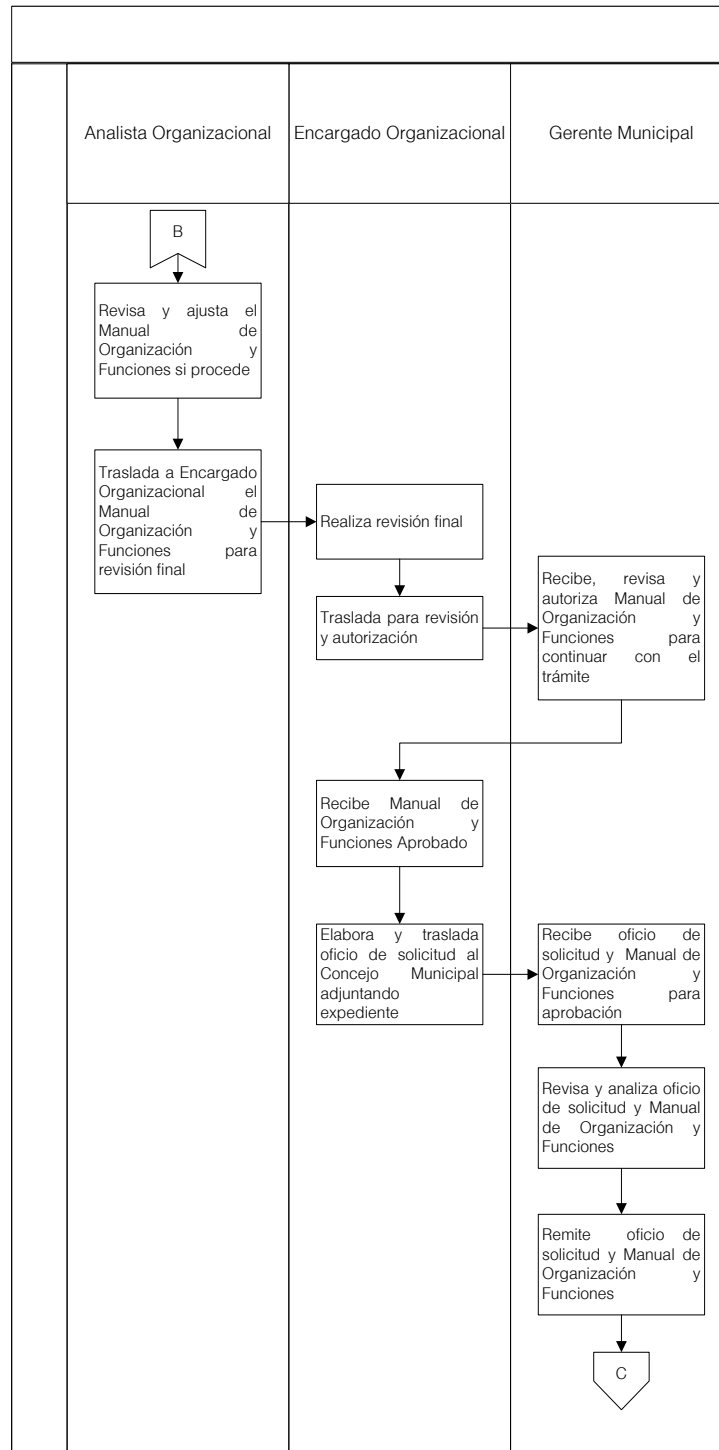 Analista Organizacional
Encargado Organizacional
Gerente Municipal
B
Revisa y ajusta el
Manual de
Organización y
Funciones si procede
Traslada a Encargado
Organizacional el
Manual de
Organización y
Funciones para
revisión final
Realiza revisión final
Traslada para revisión
y autorización
Recibe, revisa y
autoriza Manual de
Organización y
Funciones para
continuar con el
trámite
Recibe Manual de
Organización y
Funciones Aprobado
Elabora y traslada
oficio de solicitud al
Concejo Municipal
adjuntando
expediente
Recibe oficio de
solicitud y Manual de
Organización y
Funciones para
aprobación
Revisa y analiza oficio
de solicitud y Manual
de Organización y
Funciones
Remite oficio de
solicitud y Manual de
Organización y
Funciones
C